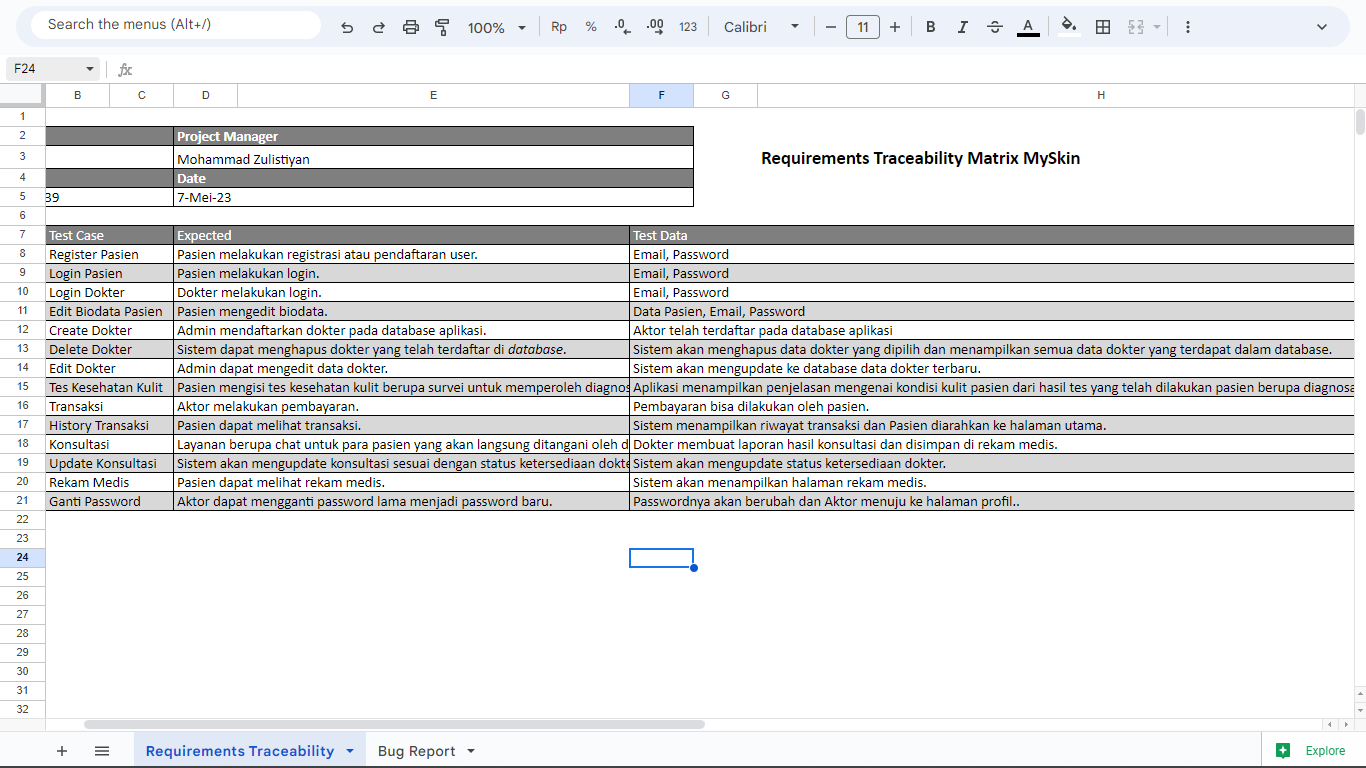 Search the menus (Alt+/)
100% Rp % .0 .00 123 Calibri 11 B I S A
F24 fx
B C D E F G H
1
2 Project Manager
3 Mohammad Zulistiyan Requirements Traceability Matrix MySkin
4 Date
5 39 7-Mei-23
6
7 Test Case Expected Test Data
8 Register Pasien Pasien melakukan registrasi atau pendaftaran user. Email, Password
9 Login Pasien Pasien melakukan login. Email, Password
10 Login Dokter Dokter melakukan login. Email, Password
11 Edit Biodata Pasien Pasien mengedit biodata. Data Pasien, Email, Password
12 Create Dokter Admin mendaftarkan dokter pada database aplikasi. Aktor telah terdaftar pada database aplikasi
13 Delete Dokter Sistem dapat menghapus dokter yang telah terdaftar di database. Sistem akan menghapus data dokter yang dipilih dan menampilkan semua data dokter yang terdapat dalam database.
14 Edit Dokter Admin dapat mengedit data dokter. Sistem akan mengupdate ke database data dokter terbaru.
15 Tes Kesehatan Kulit Pasien mengisi tes kesehatan kulit berupa survei untuk memperoleh diagnos Aplikasi menampilkan penjelasan mengenai kondisi kulit pasien dari hasil tes yang telah dilakukan pasien berupa diagnosa
16 Transaksi Aktor melakukan pembayaran. Pembayaran bisa dilakukan oleh pasien.
17 History Transaksi Pasien dapat melihat transaksi. Sistem menampilkan riwayat transaksi dan Pasien diarahkan ke halaman utama.
18 Konsultasi Layanan berupa chat untuk para pasien yang akan langsung ditangani oleh d Dokter membuat laporan hasil konsultasi dan disimpan di rekam medis.
19 Update Konsultasi Sistem akan mengupdate konsultasi sesuai dengan status ketersediaan dokte Sistem akan mengupdate status ketersediaan dokter.
20 Rekam Medis Pasien dapat melihat rekam medis. Sistem akan menampilkan halaman rekam medis.
21 Ganti Password Aktor dapat mengganti password lama menjadi password baru. Passwordnya akan berubah dan Aktor menuju ke halaman profil..
22
23
24
25
26
27
28
29
30
31
32
Requirements Traceability Bug Report Explore